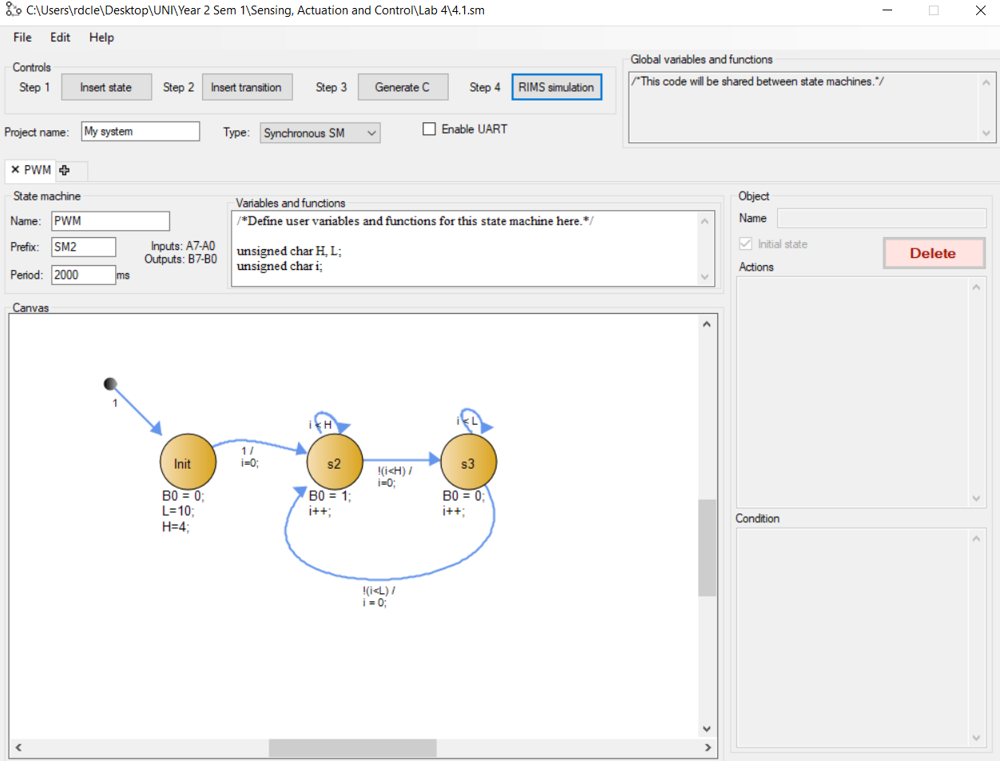 C:\Users\rdcle\Desktop\UNI\Year 2 Sem 1\Sensing, Actuation and Control\Lab 4\4.1.sm
File Edit Help
Controls
Step 1 Insert state Step 2 Insert transition Step 3 Generate C Step 4 RIMS simulation
Global variables and functions
/*This code will be shared between state machines.*/
Project name: My system Type: Synchronous SM Enable UART
PWM
State machine
Name: PWM
Prefix: SM2
Inputs: A7-A0
Outputs: B7-B0
Period: 2000 ms
Variables and functions
/*Define user variables and functions for this state machine here.*/
unsigned char H, L;
unsigned char i;
Object
Name
Initial state
Delete
Actions
Condition
Canvas
1
Init
B0 = 0;
L=10;
H=4;
1 /
i=0;
i < H
s2
B0 = 1;
i++;
!(i<H) /
i=0;
i < L
s3
B0 = 0;
i++;
!(i<L) /
i = 0;